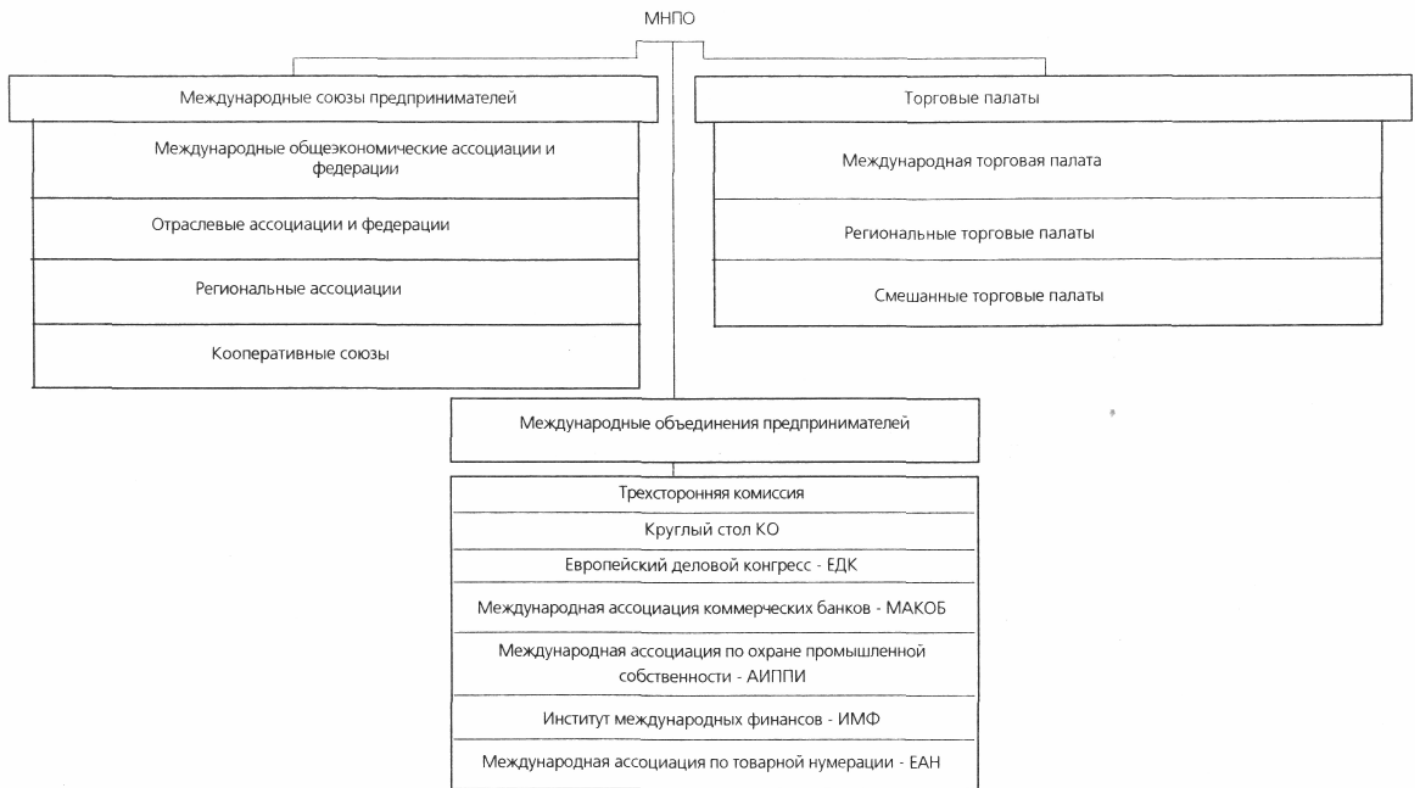 МНПО
Международные союзы предпринимателей
Международные общеэкономические ассоциации и
федерации
Отраслевые ассоциации и федерации
Региональные ассоциации
Кооперативные союзы
Торговые палаты
Международная торговая палата
Региональные торговые палаты
Смешанные торговые палаты
Международные объединения предпринимателей
Трехсторонняя комиссия
Круглый стол КО
Европейский деловой конгресс - ЕДК
Международная ассоциация коммерческих банков - МАКОБ
Международная ассоциация по охране промышленной
собственности - АИППИ
Институт международных финансов - ИМФ
Международная ассоциация по товарной нумерации - ЕАН